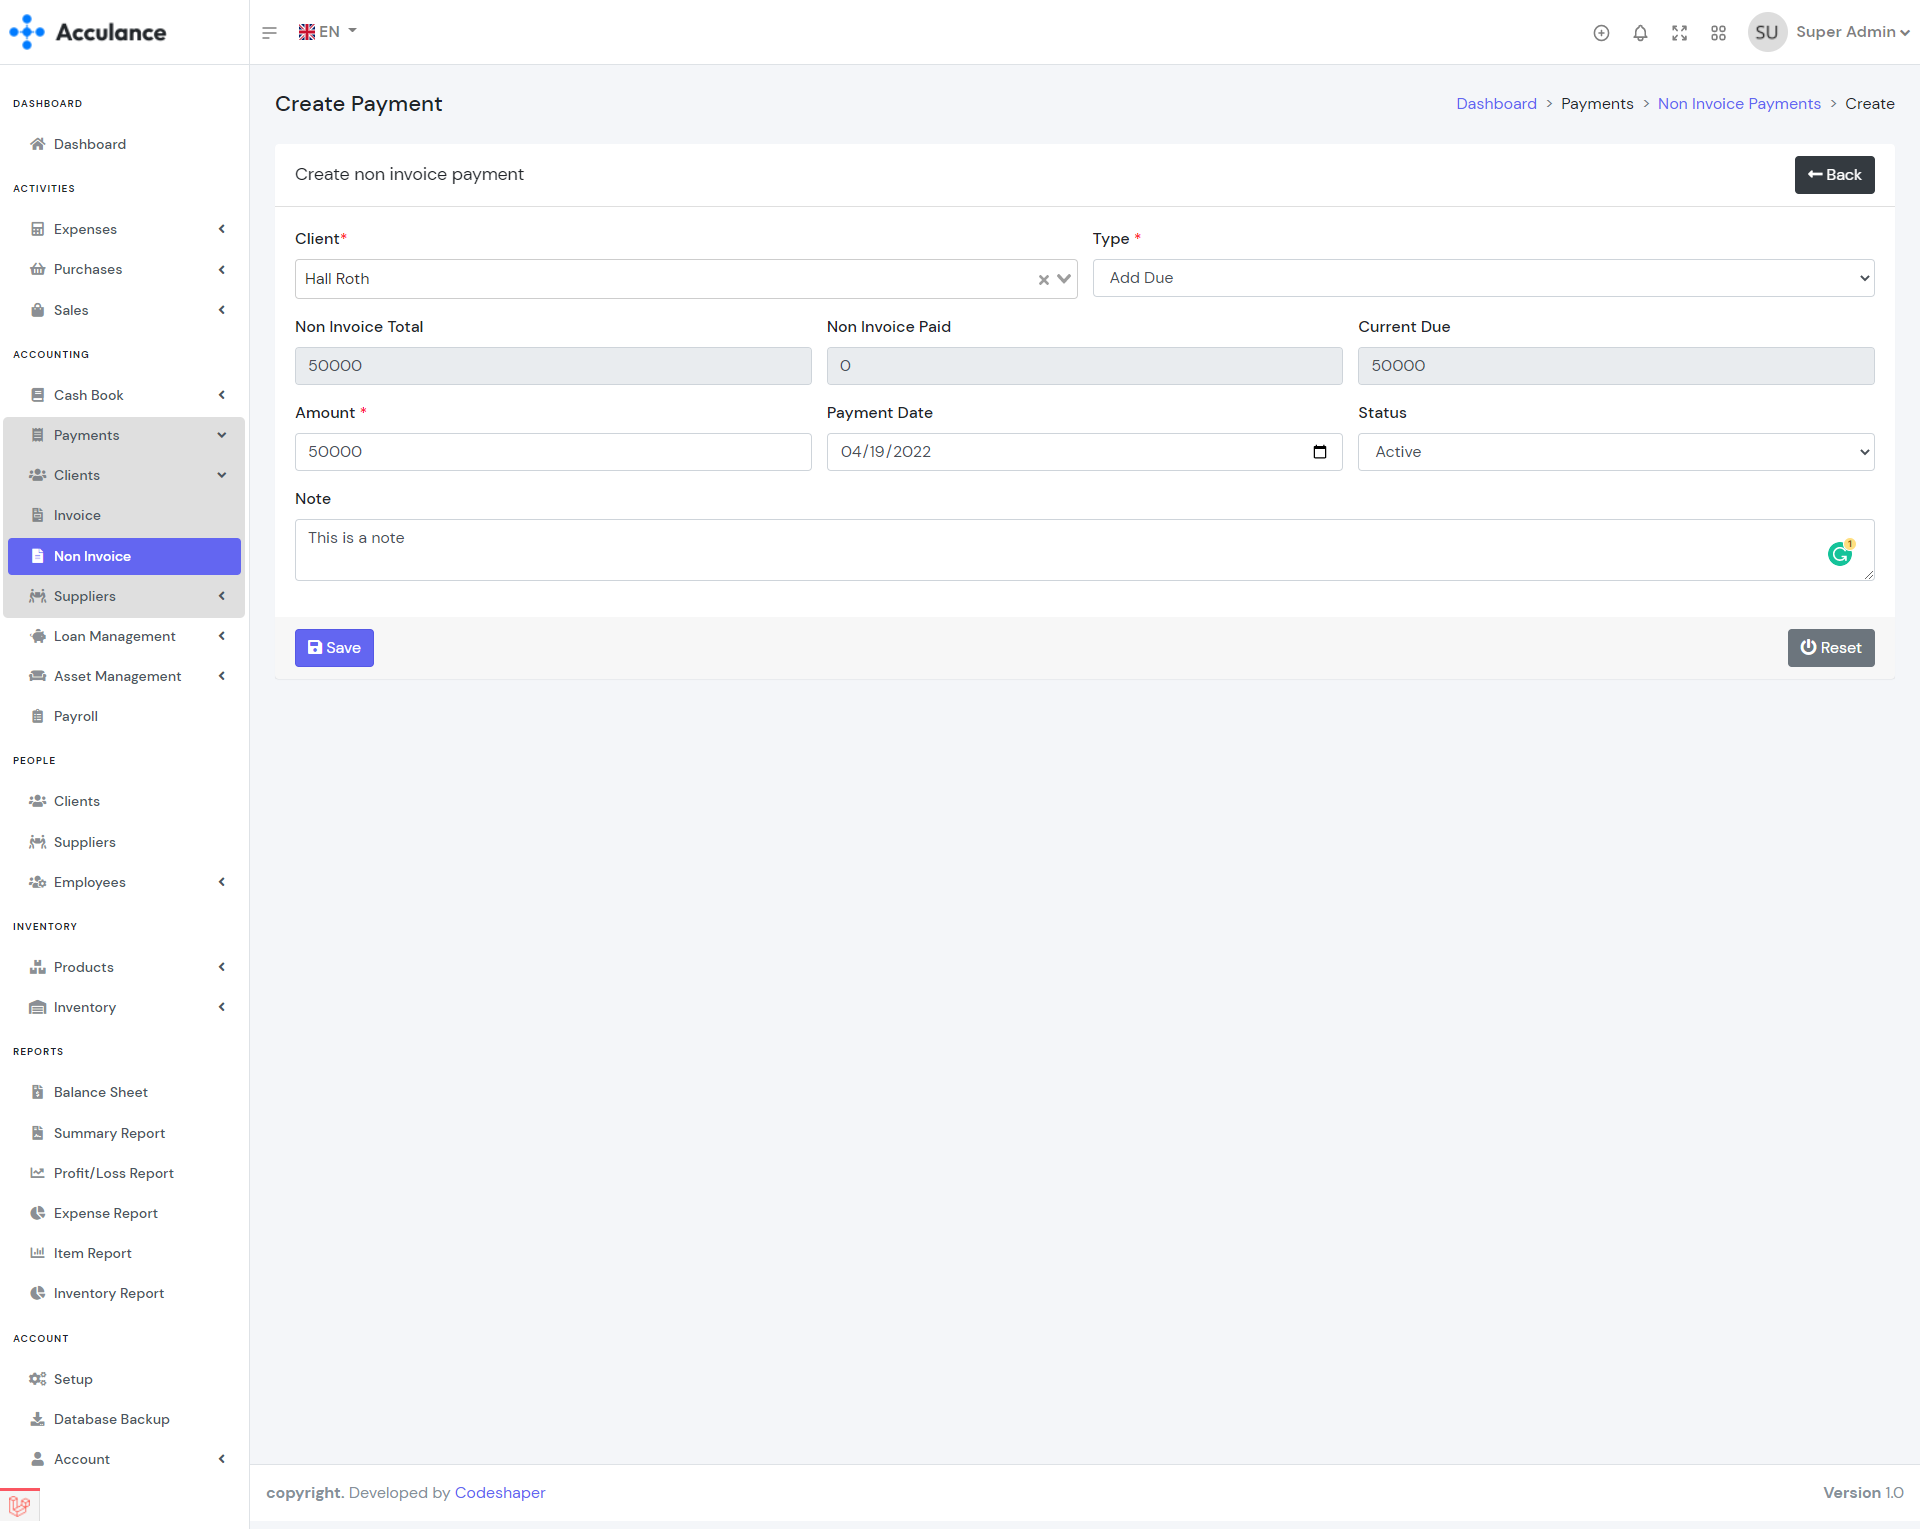 Acculance
EN
SU
Super Admin
DASHBOARD
Dashboard
ACTIVITIES
Expenses
Purchases
Sales
ACCOUNTING
Cash Book
Payments
Clients
Invoice
Non Invoice
Suppliers
Loan Management
Asset Management
Payroll
PEOPLE
Clients
Suppliers
Employees
INVENTORY
Products
Inventory
REPORTS
Balance Sheet
Summary Report
Profit/Loss Report
Expense Report
Item Report
Inventory Report
ACCOUNT
Setup
Database Backup
Account
Create Payment
Dashboard > Payments > Non Invoice Payments > Create
Create non invoice payment
Back
Client*
Type *
Hall Roth
Add Due
Non Invoice Total
Non Invoice Paid
Current Due
50000
0
50000
Amount *
Payment Date
Status
50000
04/19/2022
Active
Note
This is a note
1
Save
Reset
copyright. Developed by Codeshaper
Version 1.0